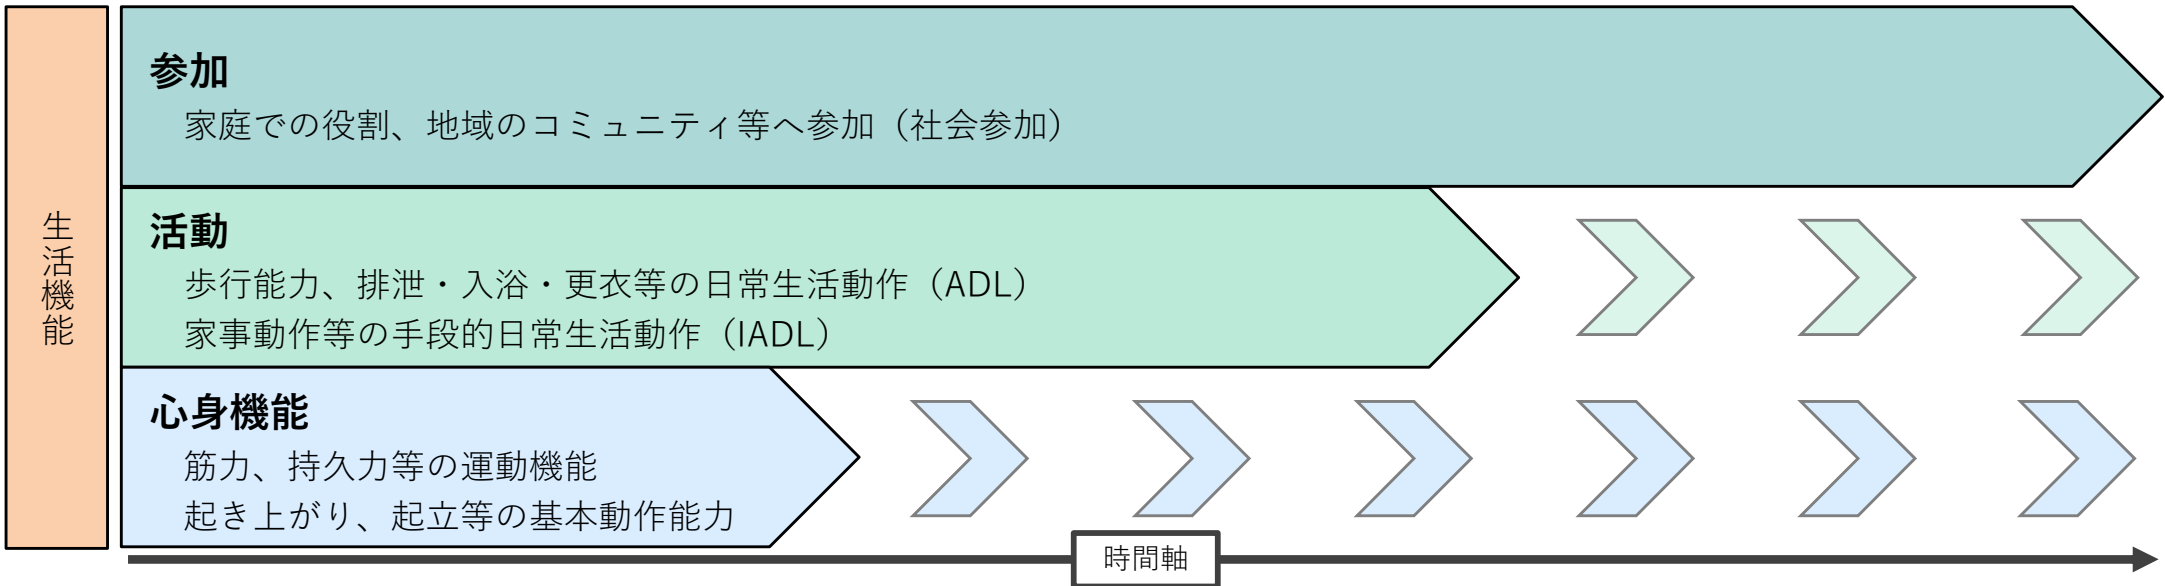 生活機能
参加
家庭での役割、地域のコミュニティ等へ参加（社会参加）
活動
歩行能力、排泄・入浴・更衣等の日常生活動作（ADL）
家事動作等の手段的日常生活動作（IADL）
心身機能
筋力、持久力等の運動機能
起き上がり、起立等の基本動作能力
時間軸